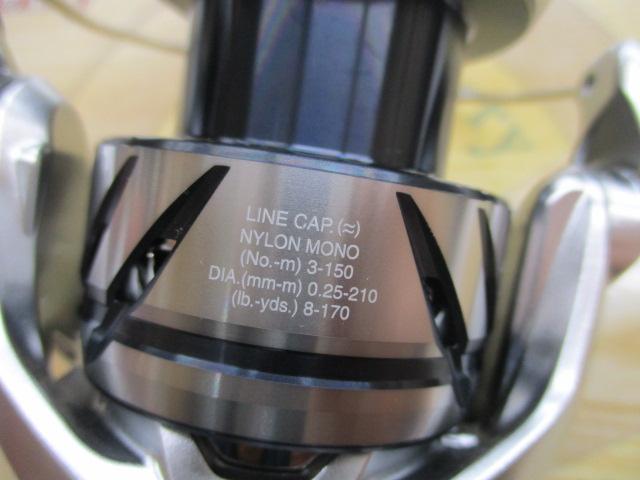 LINE CAP.(≈)
NYLON MONO
(No.-m) 3-150
DIA.(mm-m) 0.25-210
(lb.-yds.) 8-170